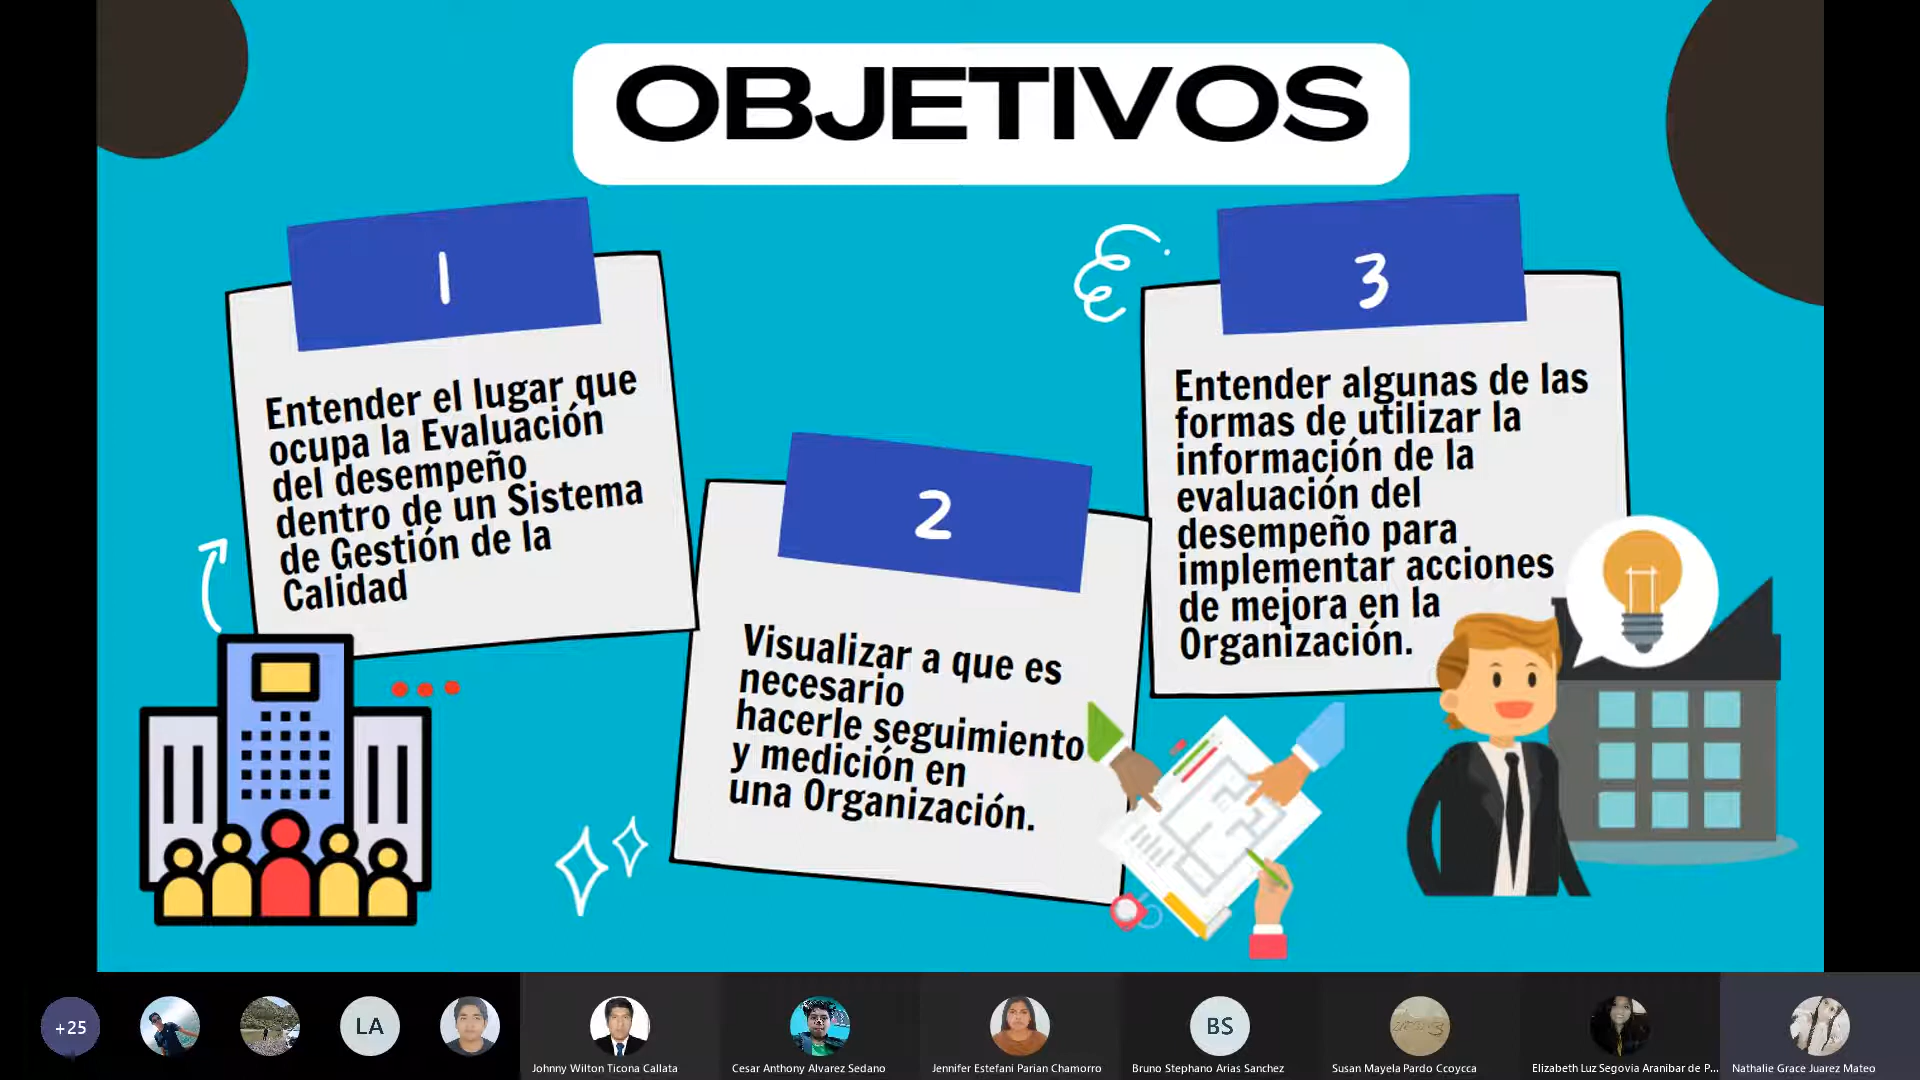 OBJETIVOS
1
Entender el lugar que
ocupa la Evaluación
del desempeño
dentro de un Sistema
de Gestión de la
Calidad
2
Visualizar a que es
necesario
hacerle seguimiento
y medición en
una Organización.
3
Entender algunas de las
formas de utilizar la
información de la
evaluación del
desempeño para
implementar acciones
de mejora en la
Organización.
+25
LA
BS
Johnny Wilton Ticona Callata
Cesar Anthony Alvarez Sedano
Jennifer Estefani Parian Chamorro
Bruno Stephano Arias Sanchez
Susan Mayela Pardo Ccoycca
Elizabeth Luz Segovia Aranibar de P...
Nathalie Grace Juarez Mateo